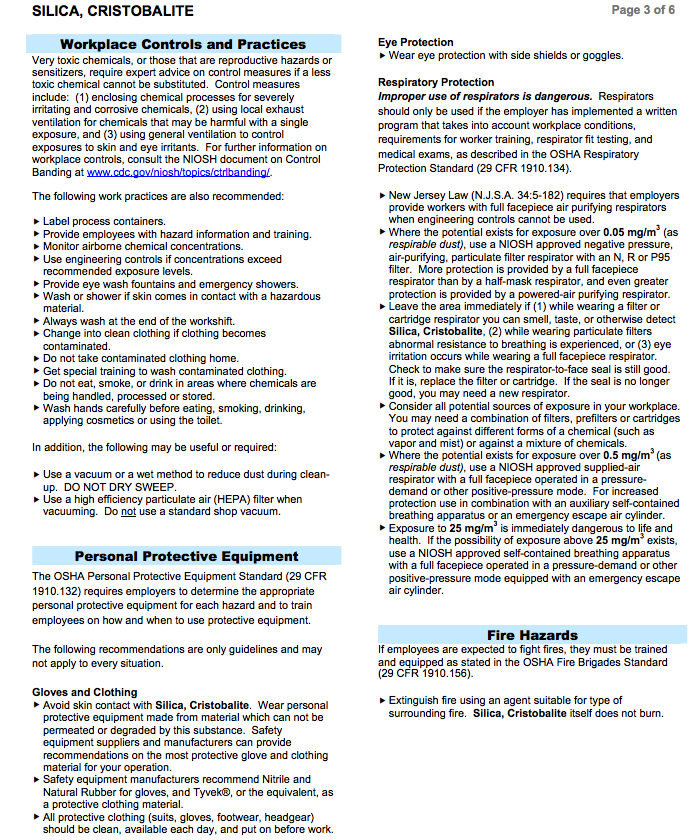 SILICA, CRISTOBALITE
Page 3 of 6
Workplace Controls and Practices
Very toxic chemicals, or those that are reproductive hazards or
sensitizers, require expert advice on control measures if a less
toxic chemical cannot be substituted.  Control measures
include:  (1) enclosing chemical processes for severely
irritating and corrosive chemicals, (2) using local exhaust
ventilation for chemicals that may be harmful with a single
exposure, and (3) using general ventilation to control
exposures to skin and eye irritants.  For further information on
workplace controls, consult the NIOSH document on Control
Banding at www.cdc.gov/niosh/topics/ctrlbanding/.
The following work practices are also recommended:
▸ Label process containers.
▸ Provide employees with hazard information and training.
▸ Monitor airborne chemical concentrations.
▸ Use engineering controls if concentrations exceed
recommended exposure levels.
▸ Provide eye wash fountains and emergency showers.
▸ Wash or shower if skin comes in contact with a hazardous
material.
▸ Always wash at the end of the workshift.
▸ Change into clean clothing if clothing becomes
contaminated.
▸ Do not take contaminated clothing home.
▸ Get special training to wash contaminated clothing.
▸ Do not eat, smoke, or drink in areas where chemicals are
being handled, processed or stored.
▸ Wash hands carefully before eating, smoking, drinking,
applying cosmetics or using the toilet.
In addition, the following may be useful or required:
▸ Use a vacuum or a wet method to reduce dust during clean-
up.  DO NOT DRY SWEEP.
▸ Use a high efficiency particulate air (HEPA) filter when
vacuuming.  Do not use a standard shop vacuum.
Personal Protective Equipment
The OSHA Personal Protective Equipment Standard (29 CFR
1910.132) requires employers to determine the appropriate
personal protective equipment for each hazard and to train
employees on how and when to use protective equipment.
The following recommendations are only guidelines and may
not apply to every situation.
Gloves and Clothing
▸ Avoid skin contact with Silica, Cristobalite.  Wear personal
protective equipment made from material which can not be
permeated or degraded by this substance.  Safety
equipment suppliers and manufacturers can provide
recommendations on the most protective glove and clothing
material for your operation.
▸ Safety equipment manufacturers recommend Nitrile and
Natural Rubber for gloves, and Tyvek®, or the equivalent, as
a protective clothing material.
▸ All protective clothing (suits, gloves, footwear, headgear)
should be clean, available each day, and put on before work.
Eye Protection
▸ Wear eye protection with side shields or goggles.
Respiratory Protection
Improper use of respirators is dangerous.  Respirators
should only be used if the employer has implemented a written
program that takes into account workplace conditions,
requirements for worker training, respirator fit testing, and
medical exams, as described in the OSHA Respiratory
Protection Standard (29 CFR 1910.134).
▸ New Jersey Law (N.J.S.A. 34:5-182) requires that employers
provide workers with full facepiece air purifying respirators
when engineering controls cannot be used.
▸ Where the potential exists for exposure over 0.05 mg/m³ (as
respirable dust), use a NIOSH approved negative pressure,
air-purifying, particulate filter respirator with an N, R or P95
filter.  More protection is provided by a full facepiece
respirator than by a half-mask respirator, and even greater
protection is provided by a powered-air purifying respirator.
▸ Leave the area immediately if (1) while wearing a filter or
cartridge respirator you can smell, taste, or otherwise detect
Silica, Cristobalite, (2) while wearing particulate filters
abnormal resistance to breathing is experienced, or (3) eye
irritation occurs while wearing a full facepiece respirator.
Check to make sure the respirator-to-face seal is still good.
If it is, replace the filter or cartridge.  If the seal is no longer
good, you may need a new respirator.
▸ Consider all potential sources of exposure in your workplace.
You may need a combination of filters, prefilters or cartridges
to protect against different forms of a chemical (such as
vapor and mist) or against a mixture of chemicals.
▸ Where the potential exists for exposure over 0.5 mg/m³ (as
respirable dust), use a NIOSH approved supplied-air
respirator with a full facepiece operated in a pressure-
demand or other positive-pressure mode.  For increased
protection use in combination with an auxiliary self-contained
breathing apparatus or an emergency escape air cylinder.
▸ Exposure to 25 mg/m³ is immediately dangerous to life and
health.  If the possibility of exposure above 25 mg/m³ exists,
use a NIOSH approved self-contained breathing apparatus
with a full facepiece operated in a pressure-demand or other
positive-pressure mode equipped with an emergency escape
air cylinder.
Fire Hazards
If employees are expected to fight fires, they must be trained
and equipped as stated in the OSHA Fire Brigades Standard
(29 CFR 1910.156).
▸ Extinguish fire using an agent suitable for type of
surrounding fire.  Silica, Cristobalite itself does not burn.